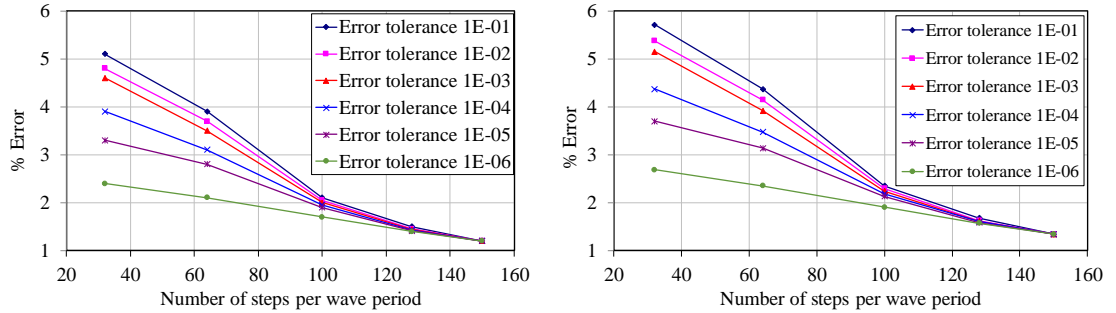 6
5
4
3
2
1
% Error
20
40
60
80
100
120
140
160
Number of steps per wave period
Error tolerance 1E-01
Error tolerance 1E-02
Error tolerance 1E-03
Error tolerance 1E-04
Error tolerance 1E-05
Error tolerance 1E-06
6
5
4
3
2
1
% Error
20
40
60
80
100
120
140
160
Number of steps per wave period
Error tolerance 1E-01
Error tolerance 1E-02
Error tolerance 1E-03
Error tolerance 1E-04
Error tolerance 1E-05
Error tolerance 1E-06